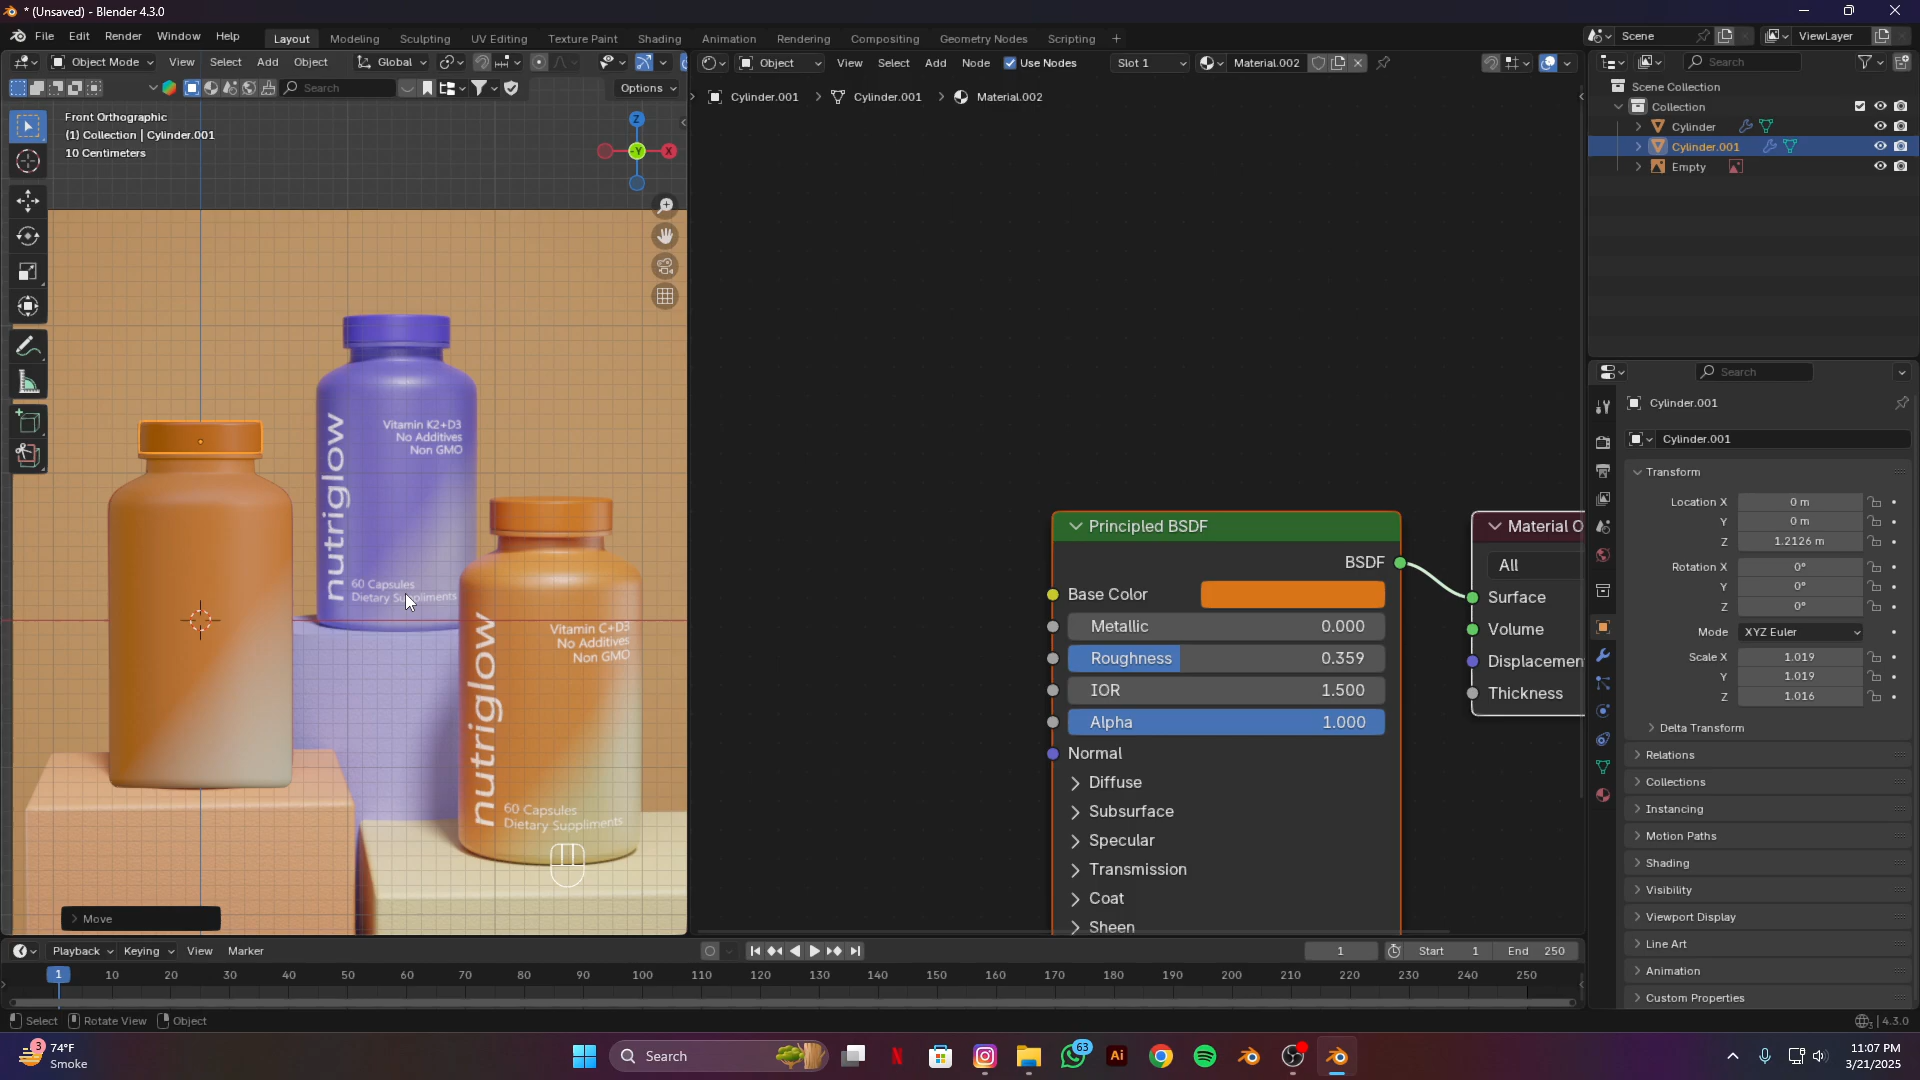 * (Unsaved) - Blender 4.3.0
File Edit Render Window Help
Layout Modeling Sculpting UV Editing Texture Paint Shading Animation Rendering Compositing Geometry Nodes Scripting +
Scene
ViewLayer
Object Mode View Select Add Object Global
Object View Select Add Node Use Nodes Slot 1 Material.002
Search
Search
Options
Cylinder.001 > Cylinder.001 > Material.002
Front Orthographic
(1) Collection | Cylinder.001
10 Centimeters
Z
-Y
X
Scene Collection
Collection
Cylinder
Cylinder.001
Empty
nutriglow
Vitamin K2+D3
No Additives
Non GMO
60 Capsules
Dietary Suppliments
nutriglow
Vitamin C+D3
No Additives
Non GMO
60 Capsules
Dietary Suppliments
Principled BSDF
BSDF
Base Color
Metallic 0.000
Roughness 0.359
IOR 1.500
Alpha 1.000
Normal
Diffuse
Subsurface
Specular
Transmission
Coat
Sheen
Material O
All
Surface
Volume
Displacemen
Thickness
Search
Cylinder.001
Cylinder.001
Transform
Location X 0 m
Y 0 m
Z 1.2126 m
Rotation X 0°
Y 0°
Z 0°
Mode XYZ Euler
Scale X 1.019
Y 1.019
Z 1.016
Delta Transform
Relations
Collections
Instancing
Motion Paths
Shading
Visibility
Viewport Display
Line Art
Animation
Custom Properties
Move
Playback Keying View Marker
1
Start 1 End 250
1 10 20 30 40 50 60 70 80 90 100 110 120 130 140 150 160 170 180 190 200 210 220 230 240 250
Select Rotate View Object
4.3.0
3
74°F
Smoke
Search
63
Ai
11:07 PM
3/21/2025